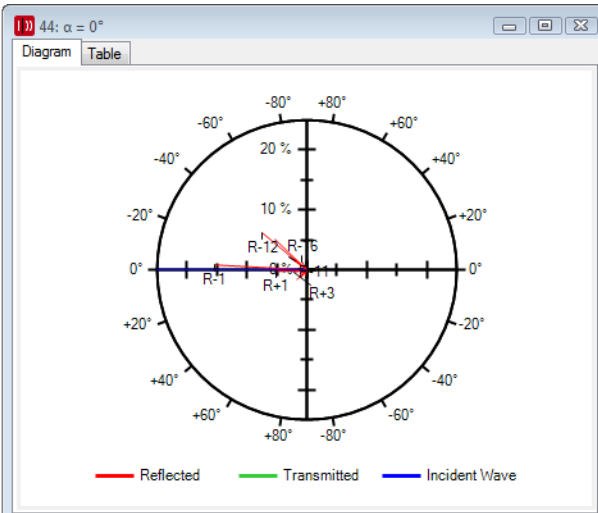 44: α = 0°
Diagram Table
-80° +80°
-60° +60°
-40° +40°
-20° +20°
0° 0°
+20° -20°
+40° -40°
+60° -60°
+80° -80°
20 %
10 %
R-12
R-1
R+1
R+3
Reflected Transmitted Incident Wave